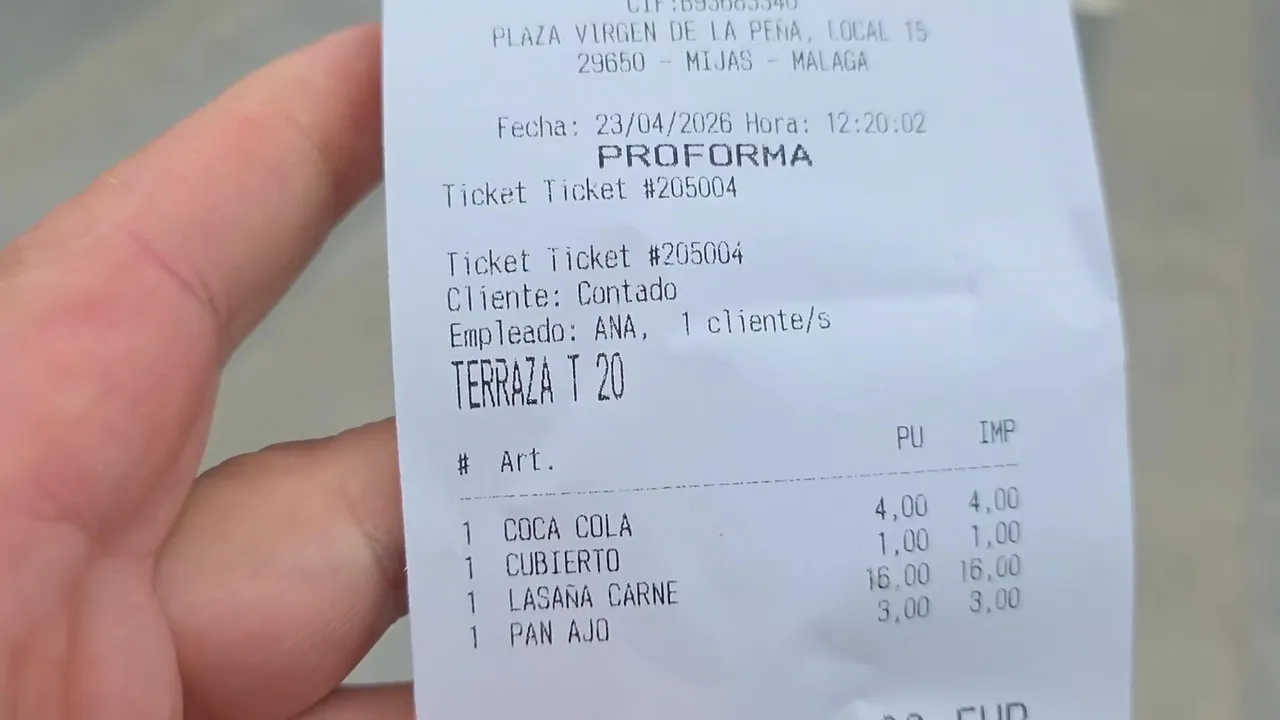 PLAZA VIRGEN DE LA PEÑA, LOCAL 15
29650 - MIJAS - MALAGA
Fecha: 23/04/2026 Hora: 12:20:02
PROFORMA
Ticket Ticket #205004
Ticket Ticket #205004
Cliente: Contado
Empleado: ANA, 1 cliente/s
TERRAZA T 20
# Art. PU IMP
1 COCA COLA 4,00 4,00
1 CUBIERTO 1,00 1,00
1 LASAÑA CARNE 16,00 16,00
1 PAN AJO 3,00 3,00
EUR